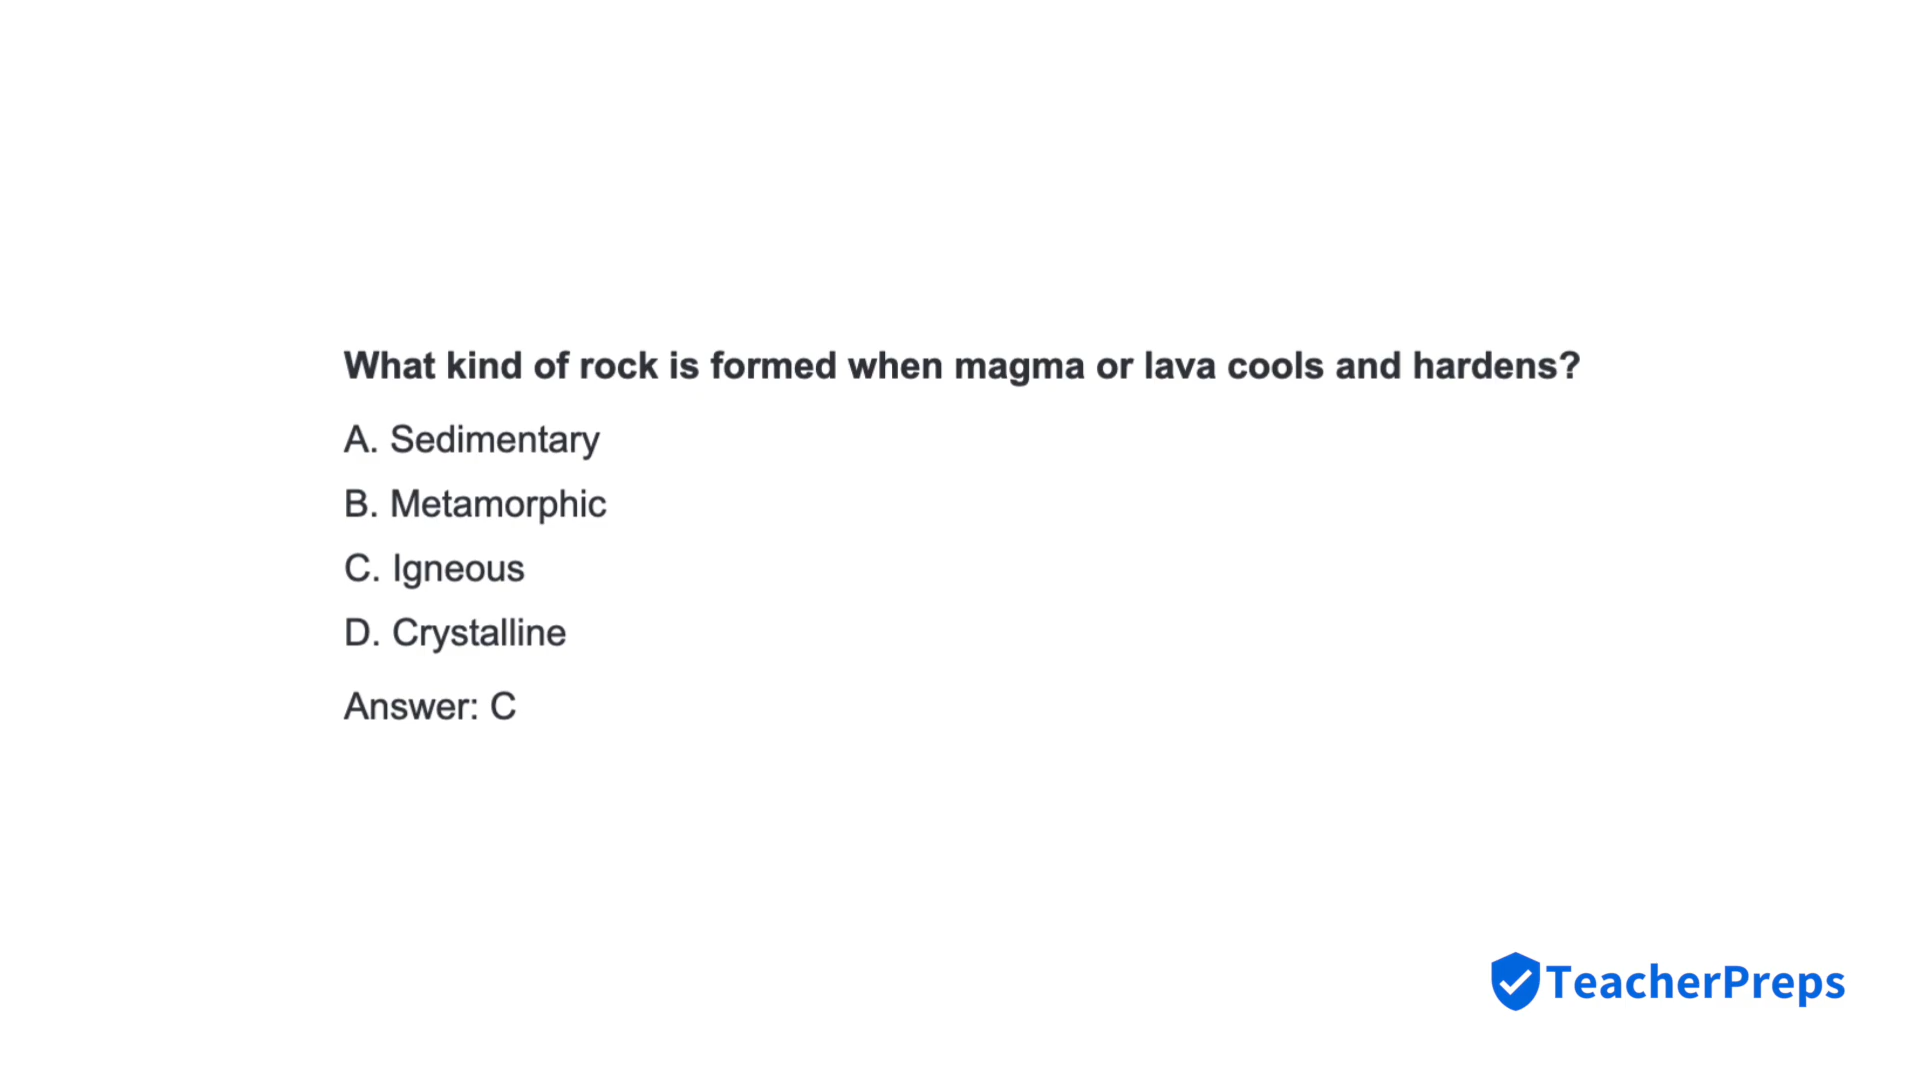 What kind of rock is formed when magma or lava cools and hardens?
A. Sedimentary
B. Metamorphic
C. Igneous
D. Crystalline
Answer: C
TeacherPreps